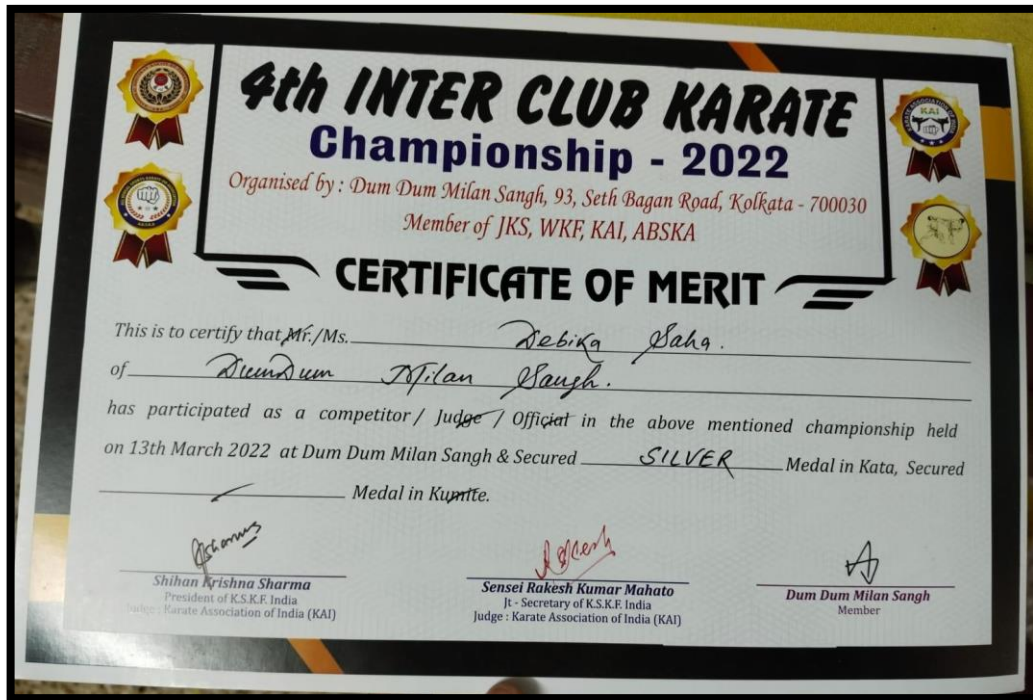 4th INTER CLUB KARATE
Championship - 2022
Organised by : Dum Dum Milan Sangh, 93, Seth Bagan Road, Kolkata - 700030
Member of JKS, WKF, KAI, ABSKA
KAI
CERTIFICATE OF MERIT
This is to certify that Mr./Ms. Debika Saha.
of DumDum Milan Sangh.
has participated as a competitor / Judge / Official in the above mentioned championship held
on 13th March 2022 at Dum Dum Milan Sangh & Secured SILVER Medal in Kata, Secured
Medal in Kumite.
Shihan Krishna Sharma
President of K.S.K.F. India
Judge : Karate Association of India (KAI)
Sensei Rakesh Kumar Mahato
Jt - Secretary of K.S.K.F. India
Judge : Karate Association of India (KAI)
Dum Dum Milan Sangh
Member